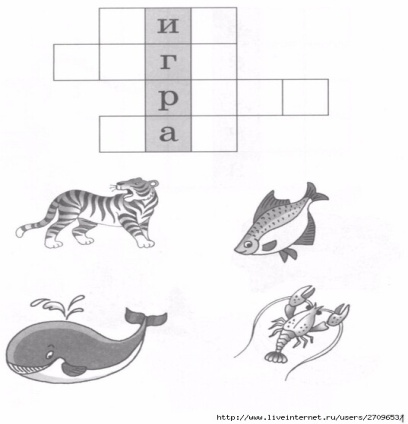 и
г
р
а
http://www.liveinternet.ru/users/2709653/